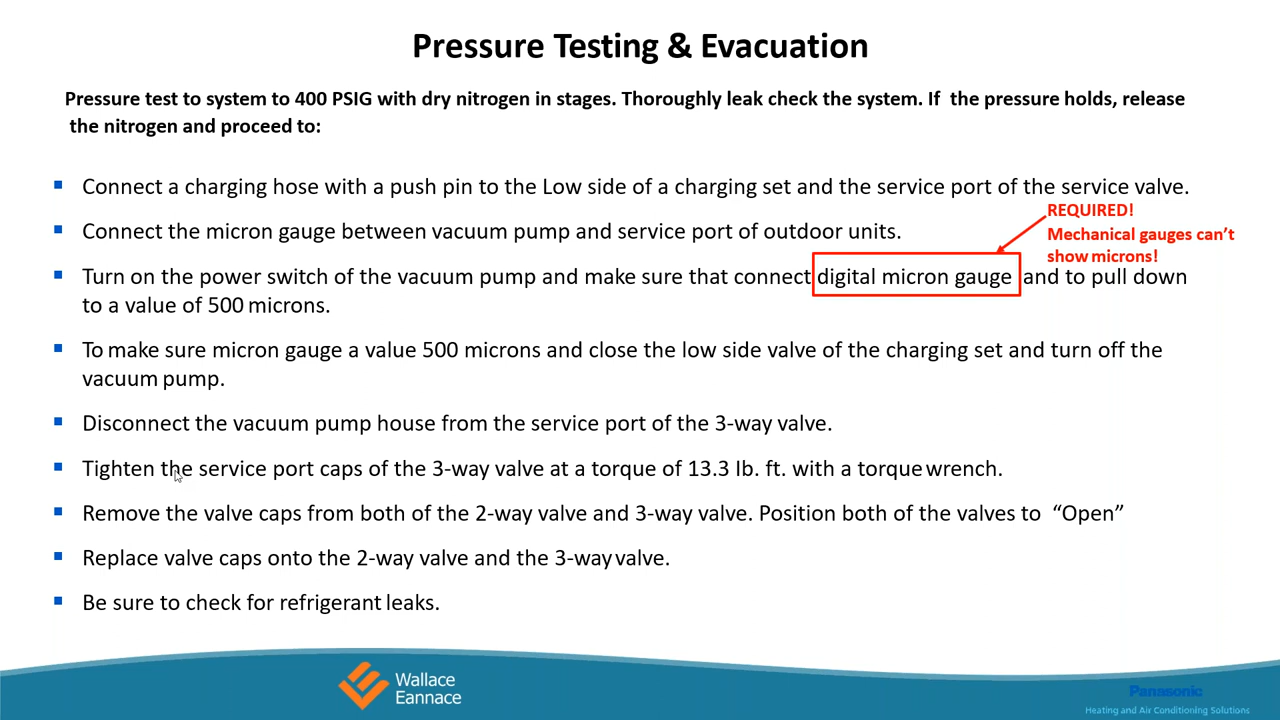 Pressure Testing & Evacuation
Pressure test to system to 400 PSIG with dry nitrogen in stages. Thoroughly leak check the system. If the pressure holds, release
the nitrogen and proceed to:
Connect a charging hose with a push pin to the Low side of a charging set and the service port of the service valve.
REQUIRED!
Mechanical gauges can't
show microns!
Connect the micron gauge between vacuum pump and service port of outdoor units.
Turn on the power switch of the vacuum pump and make sure that connect digital micron gauge and to pull down
to a value of 500 microns.
To make sure micron gauge a value 500 microns and close the low side valve of the charging set and turn off the
vacuum pump.
Disconnect the vacuum pump house from the service port of the 3-way valve.
Tighten the service port caps of the 3-way valve at a torque of 13.3 lb. ft. with a torque wrench.
Remove the valve caps from both of the 2-way valve and 3-way valve. Position both of the valves to “Open”
Replace valve caps onto the 2-way valve and the 3-way valve.
Be sure to check for refrigerant leaks.
Wallace
Eannace
Panasonic
Heating and Air Conditioning Solutions